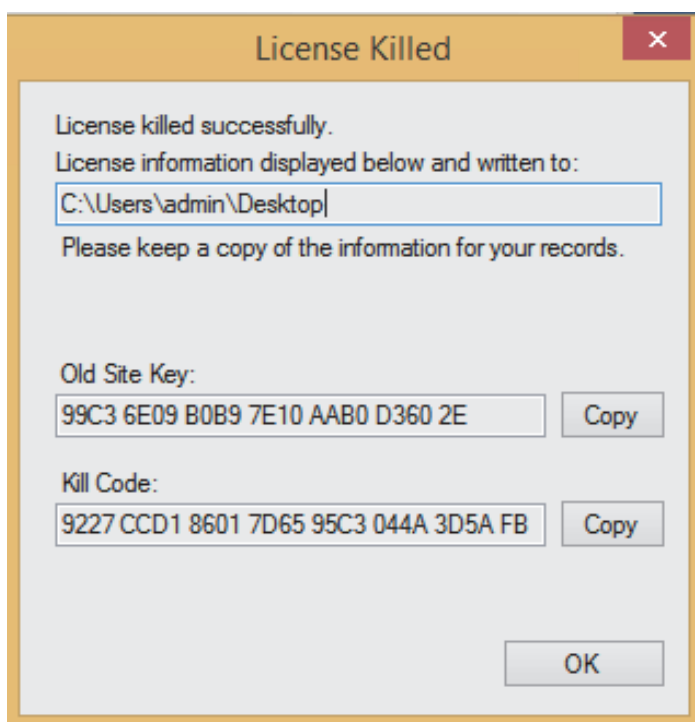 License Killed
License killed successfully.
License information displayed below and written to:
C:\Users\admin\Desktop
Please keep a copy of the information for your records.
Old Site Key:
99C3 6E09 B0B9 7E10 AAB0 D360 2E
Copy
Kill Code:
9227 CCD1 8601 7D65 95C3 044A 3D5A FB
Copy
OK